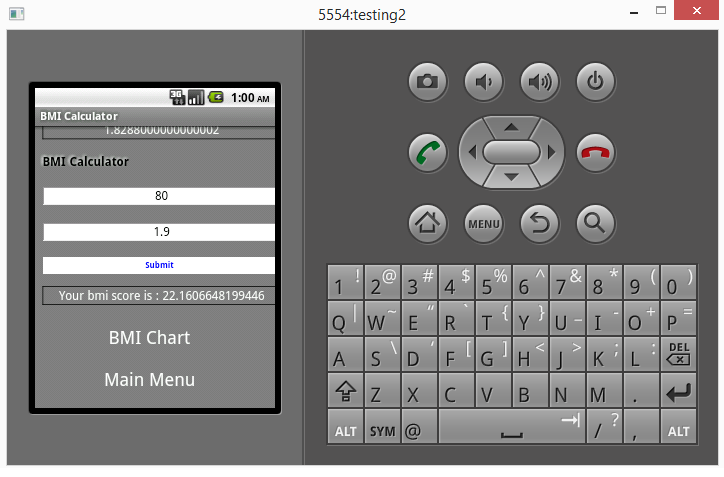 5554:testing2
3G 1:00 AM
BMI Calculator
1.8288000000000002
BMI Calculator
80
1.9
Submit
Your bmi score is : 22.1606648199446
BMI Chart
Main Menu
MENU
1 ! 2 @ 3 # 4 $ 5 % 6 ^ 7 & 8 * 9 ( 0 )
Q | W ~ E “ R ` T { Y } U _ I - O + P =
A S \ D ‘ F [ G ] H < J > K ; L : DEL
Z X C V B N M .
ALT SYM @ / ? , ALT